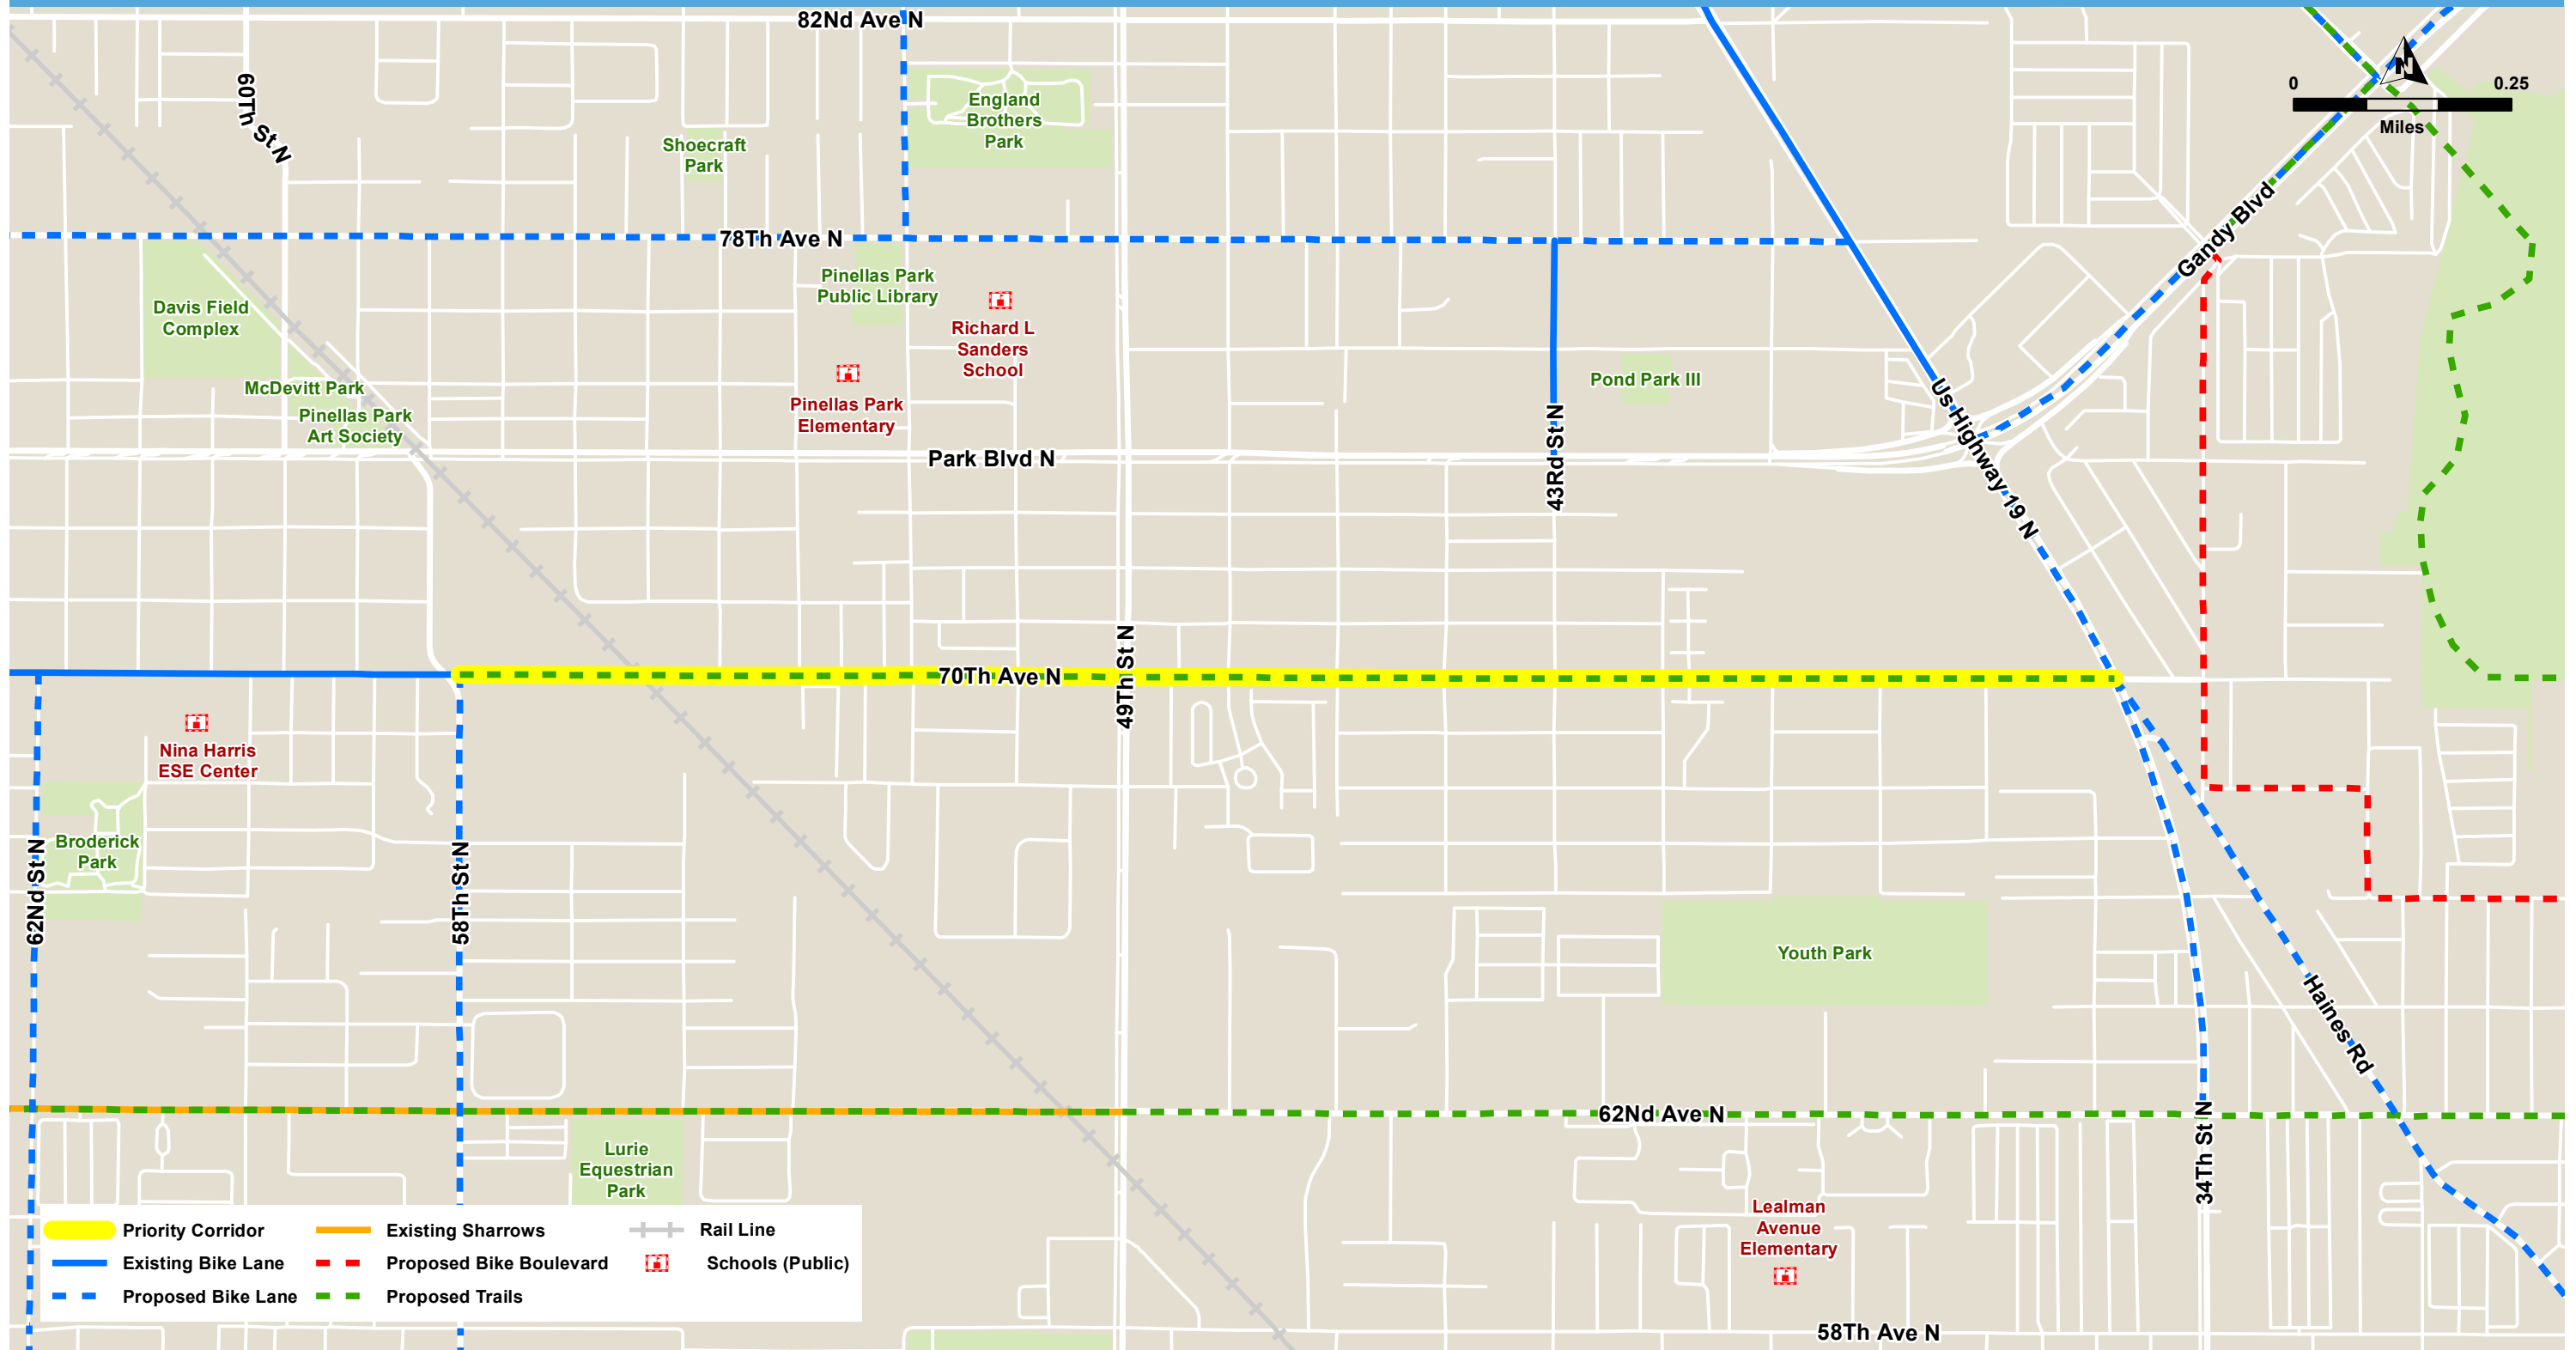 82Nd Ave N
60Th St N
England
Brothers
Park
N
0
0.25
Miles
Shoecraft
Park
78Th Ave N
Gandy Blvd
Pinellas Park
Public Library
Davis Field
Complex
Richard L
Sanders
School
McDevitt Park
Pinellas Park
Art Society
Pinellas Park
Elementary
Pond Park III
Park Blvd N
43Rd St N
Us Highway 19 N
70Th Ave N
49Th St N
Nina Harris
ESE Center
Broderick
Park
62Nd St N
58Th St N
Youth Park
Haines Rd
62Nd Ave N
34Th St N
Lurie
Equestrian
Park
Lealman
Avenue
Elementary
58Th Ave N
Priority Corridor
Existing Sharrows
Rail Line
Existing Bike Lane
Proposed Bike Boulevard
Schools (Public)
Proposed Bike Lane
Proposed Trails